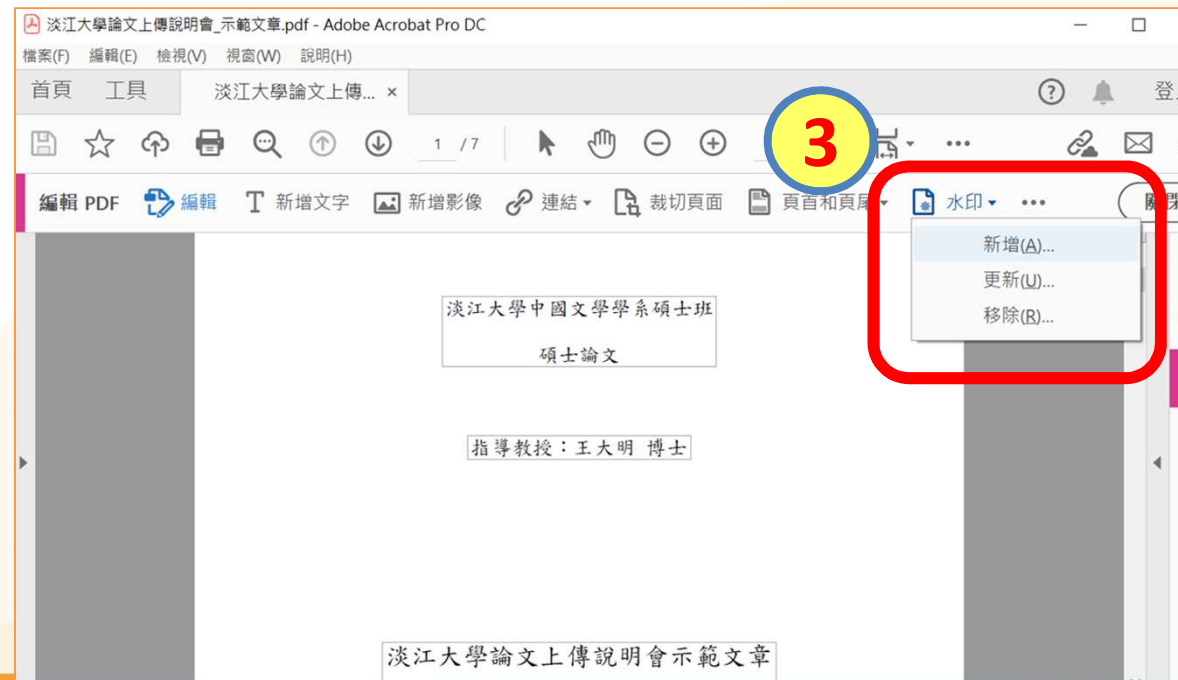 淡江大學論文上傳說明會_示範文章.pdf - Adobe Acrobat Pro DC
檔案(F) 編輯(E) 檢視(V) 視窗(W) 說明(H)
首頁 工具 淡江大學論文上傳... × 登
1 / 7 3
編輯 PDF 編輯 新增文字 新增影像 連結 裁切頁面 頁首和頁尾 水印 關閉
新增(A)...
更新(U)...
移除(R)...
淡江大學中國文學學系碩士班
碩士論文
指導教授：王大明 博士
淡江大學論文上傳說明會示範文章